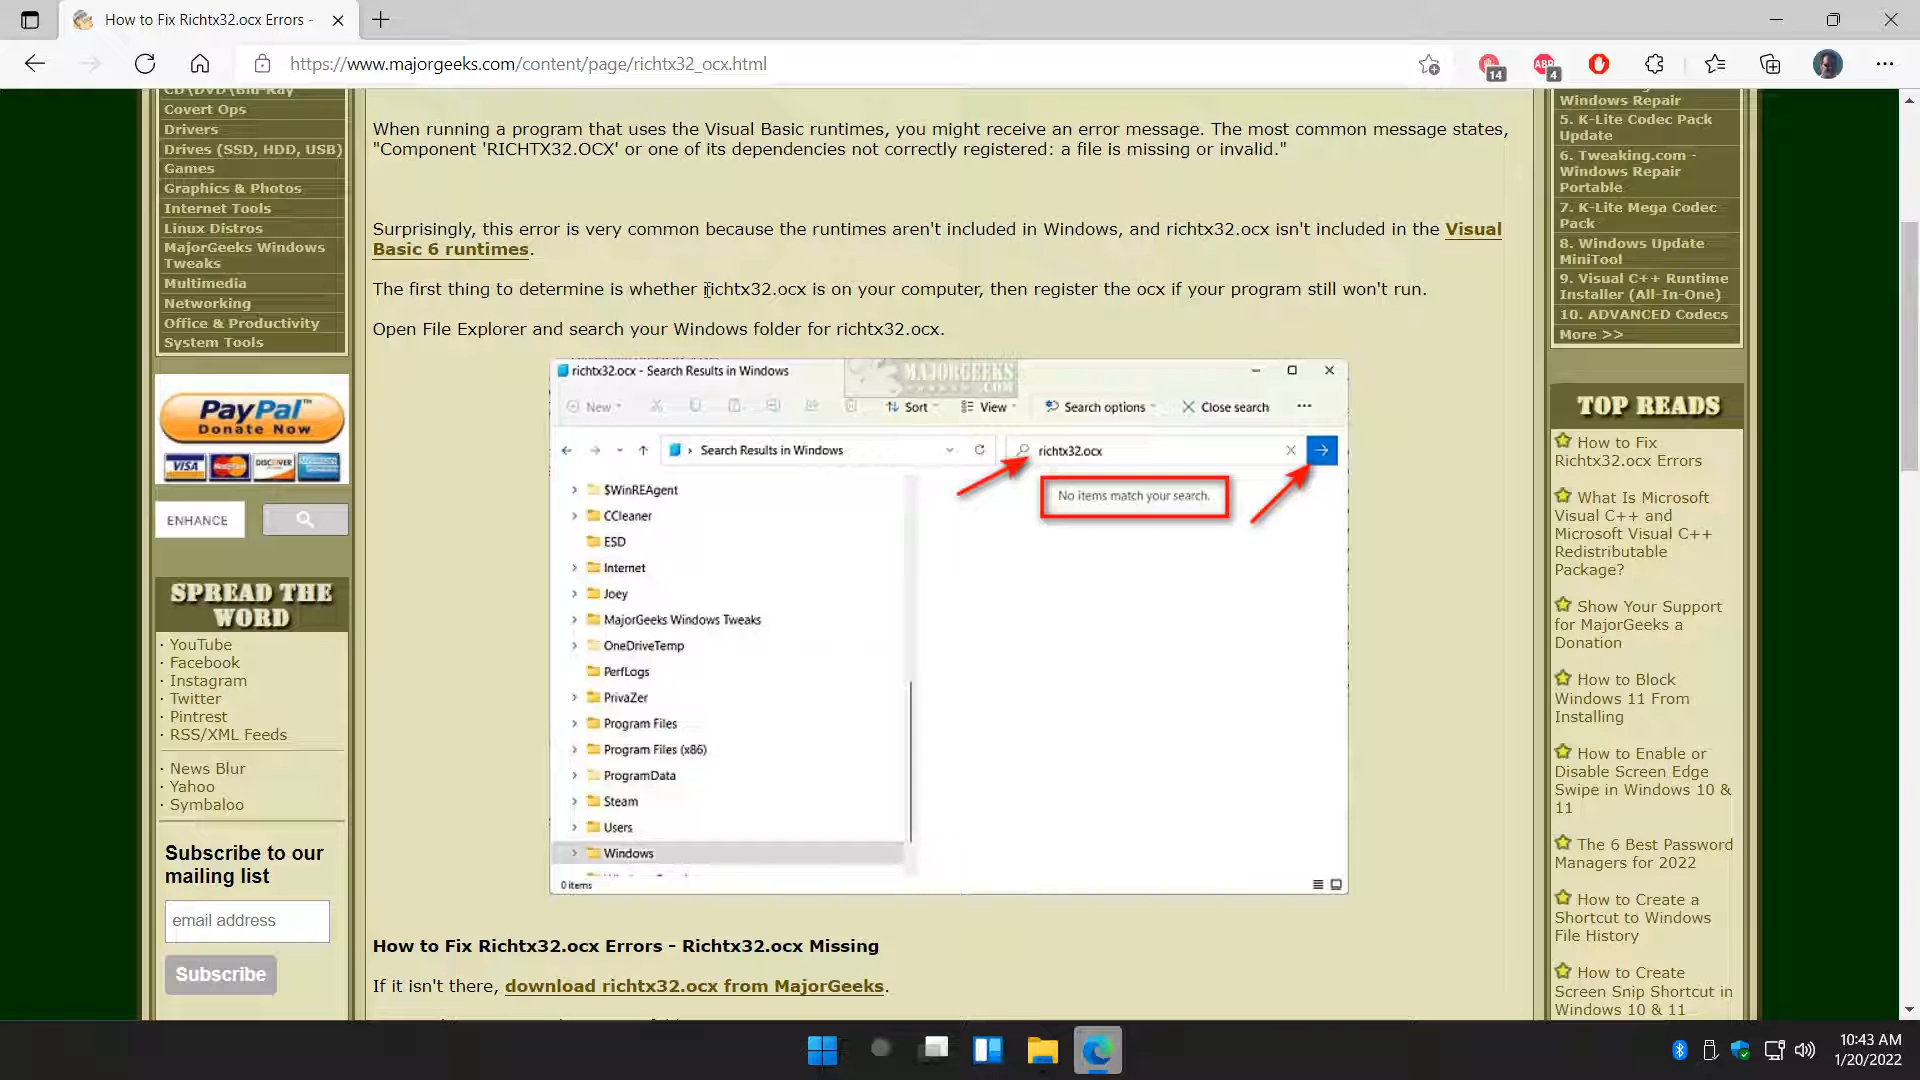 How to Fix Richtx32.ocx Errors -
https://www.majorgeeks.com/content/page/richtx32_ocx.html
14
ABP
4
CD\DVD\Blu-Ray
Covert Ops
Drivers
Drives (SSD, HDD, USB)
Games
Graphics & Photos
Internet Tools
Linux Distros
MajorGeeks Windows
Tweaks
Multimedia
Networking
Office & Productivity
System Tools
PayPal™
Donate Now
VISA
MasterCard
DISCOVER
ENHANCE
SPREAD THE
WORD
· YouTube
· Facebook
· Instagram
· Twitter
· Pintrest
· RSS/XML Feeds
· News Blur
· Yahoo
· Symbaloo
Subscribe to our
mailing list
email address
Subscribe
When running a program that uses the Visual Basic runtimes, you might receive an error message. The most common message states,
"Component 'RICHTX32.OCX' or one of its dependencies not correctly registered: a file is missing or invalid."
Surprisingly, this error is very common because the runtimes aren't included in Windows, and richtx32.ocx isn't included in the Visual
Basic 6 runtimes.
The first thing to determine is whether richtx32.ocx is on your computer, then register the ocx if your program still won't run.
Open File Explorer and search your Windows folder for richtx32.ocx.
richtx32.ocx - Search Results in Windows
MAJORGEEKS
.COM
New
Sort
View
Search options
Close search
Search Results in Windows
richtx32.ocx
No items match your search.
$WinREAgent
CCleaner
ESD
Internet
Joey
MajorGeeks Windows Tweaks
OneDriveTemp
PerfLogs
PrivaZer
Program Files
Program Files (x86)
ProgramData
Steam
Users
Windows
0 items
How to Fix Richtx32.ocx Errors - Richtx32.ocx Missing
If it isn't there, download richtx32.ocx from MajorGeeks.
Windows Repair
5. K-Lite Codec Pack
Update
6. Tweaking.com -
Windows Repair
Portable
7. K-Lite Mega Codec
Pack
8. Windows Update
MiniTool
9. Visual C++ Runtime
Installer (All-In-One)
10. ADVANCED Codecs
More >>
TOP READS
How to Fix
Richtx32.ocx Errors
What Is Microsoft
Visual C++ and
Microsoft Visual C++
Redistributable
Package?
Show Your Support
for MajorGeeks a
Donation
How to Block
Windows 11 From
Installing
How to Enable or
Disable Screen Edge
Swipe in Windows 10 &
11
The 6 Best Password
Managers for 2022
How to Create a
Shortcut to Windows
File History
How to Create
Screen Snip Shortcut in
Windows 10 & 11
10:43 AM
1/20/2022